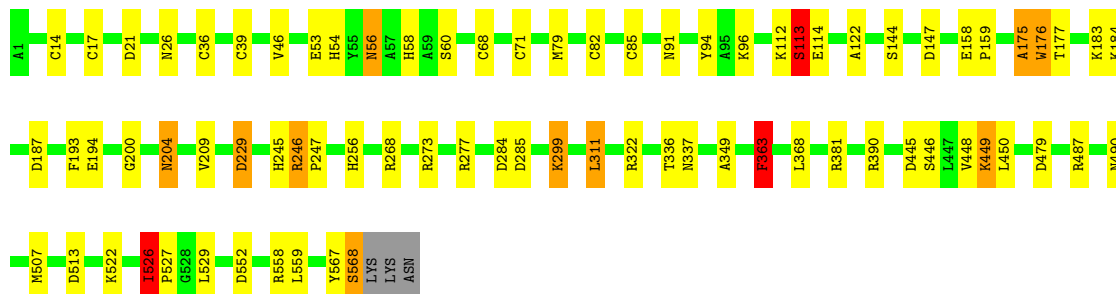 A1 C14 C17 D21 N26 C36 C39 V46 E53 H54 Y55 N56 A57 H58 A59 S60 C68 C71 M79 C82 C85 N91 Y94 A95 K96 K112 S113 E114 A122 S144 D147 E158 P159 A175 W176 T177 K183 K184
D187 F193 E194 G200 N204 V209 D229 H245 R246 P247 H256 R268 R273 R277 D284 D285 K299 L311 R322 T336 N337 A349 F363 L368 R381 R390 D445 S446 L447 V448 K449 L450 D479 R487 M490
M507 D513 K522 I526 P527 G528 L529 D552 R558 L559 Y567 S568 LYS LYS ASN